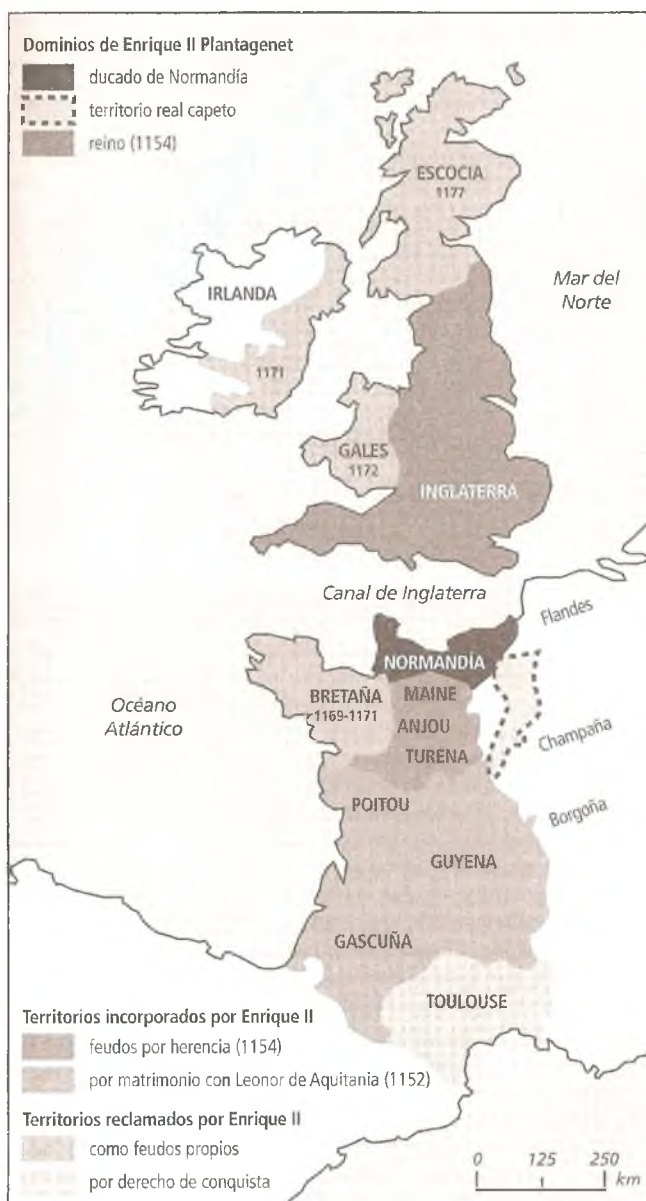 Dominios de Enrique II Plantagenet
ducado de Normandía
territorio real capeto
reino (1154)
ESCOCIA
1177
Mar del
Norte
IRLANDA
1171
GALES
1172
INGLATERRA
Canal de Inglaterra
Flandes
NORMANDÍA
BRETAÑA
1169-1171
MAINE
Océano
Atlántico
ANJOU
Champaña
TURENA
POITOU
Borgoña
GUYENA
GASCUÑA
TOULOUSE
Territorios incorporados por Enrique II
feudos por herencia (1154)
por matrimonio con Leonor de Aquitania (1152)
Territorios reclamados por Enrique II
como feudos propios
por derecho de conquista
0 125 250
km